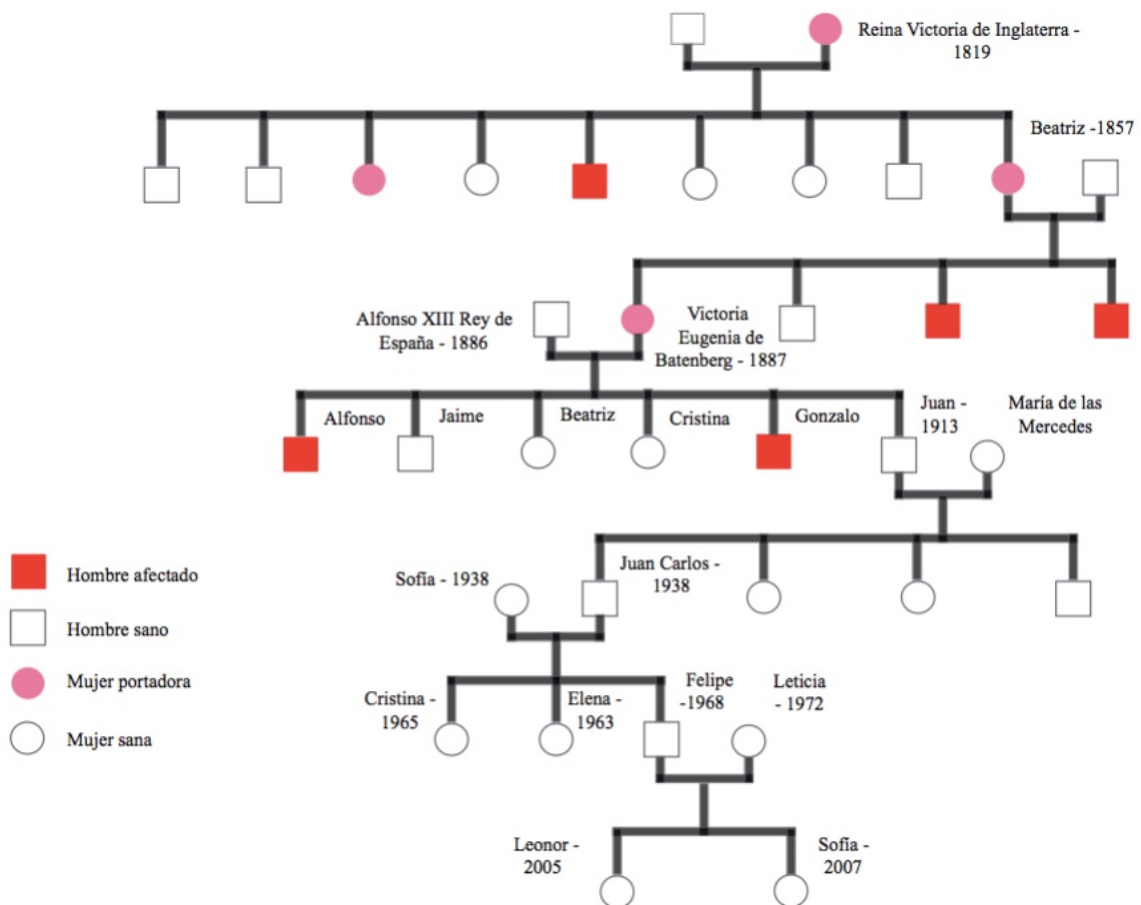 Reina Victoria de Inglaterra -
1819
Beatriz -1857
Alfonso XIII Rey de
España - 1886
Victoria
Eugenia de
Batenberg - 1887
Alfonso
Jaime
Beatriz
Cristina
Gonzalo
Juan -
1913
María de las
Mercedes
Hombre afectado
Hombre sano
Mujer portadora
Mujer sana
Sofía - 1938
Juan Carlos -
1938
Cristina -
1965
Elena -
-1963
Felipe
-1968
Leticia
- 1972
Leonor -
2005
Sofía -
2007